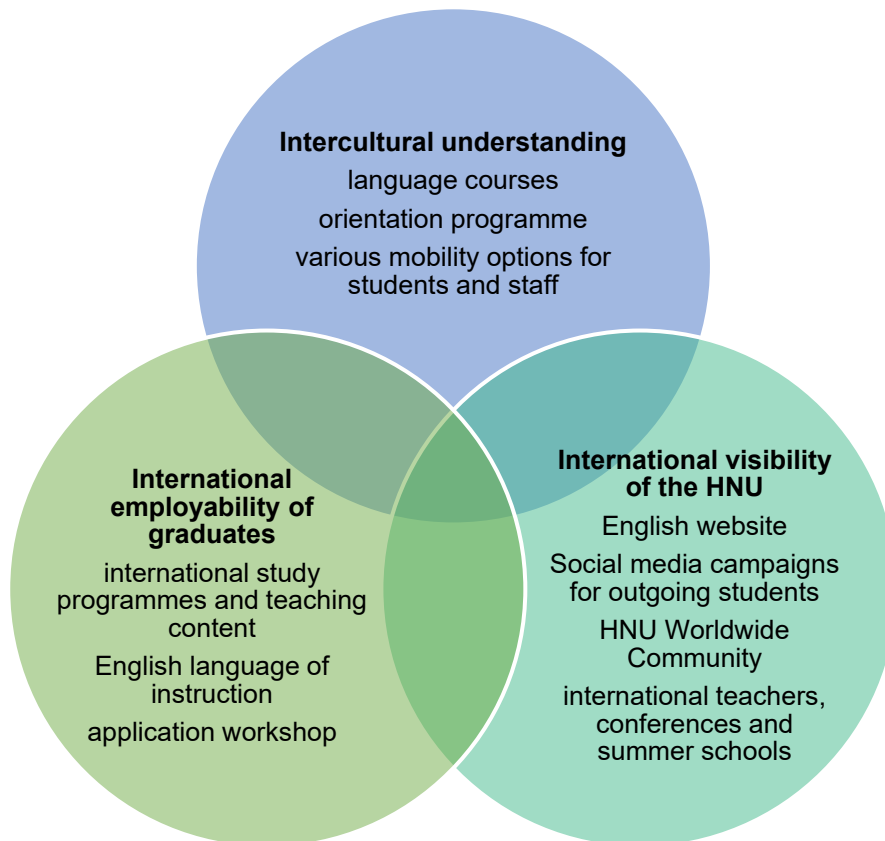 Intercultural understanding
language courses
orientation programme
various mobility options for
students and staff
International
employability of
graduates
international study
programmes and teaching
content
English language of
instruction
application workshop
International visibility
of the HNU
English website
Social media campaigns
for outgoing students
HNU Worldwide
Community
international teachers,
conferences and
summer schools